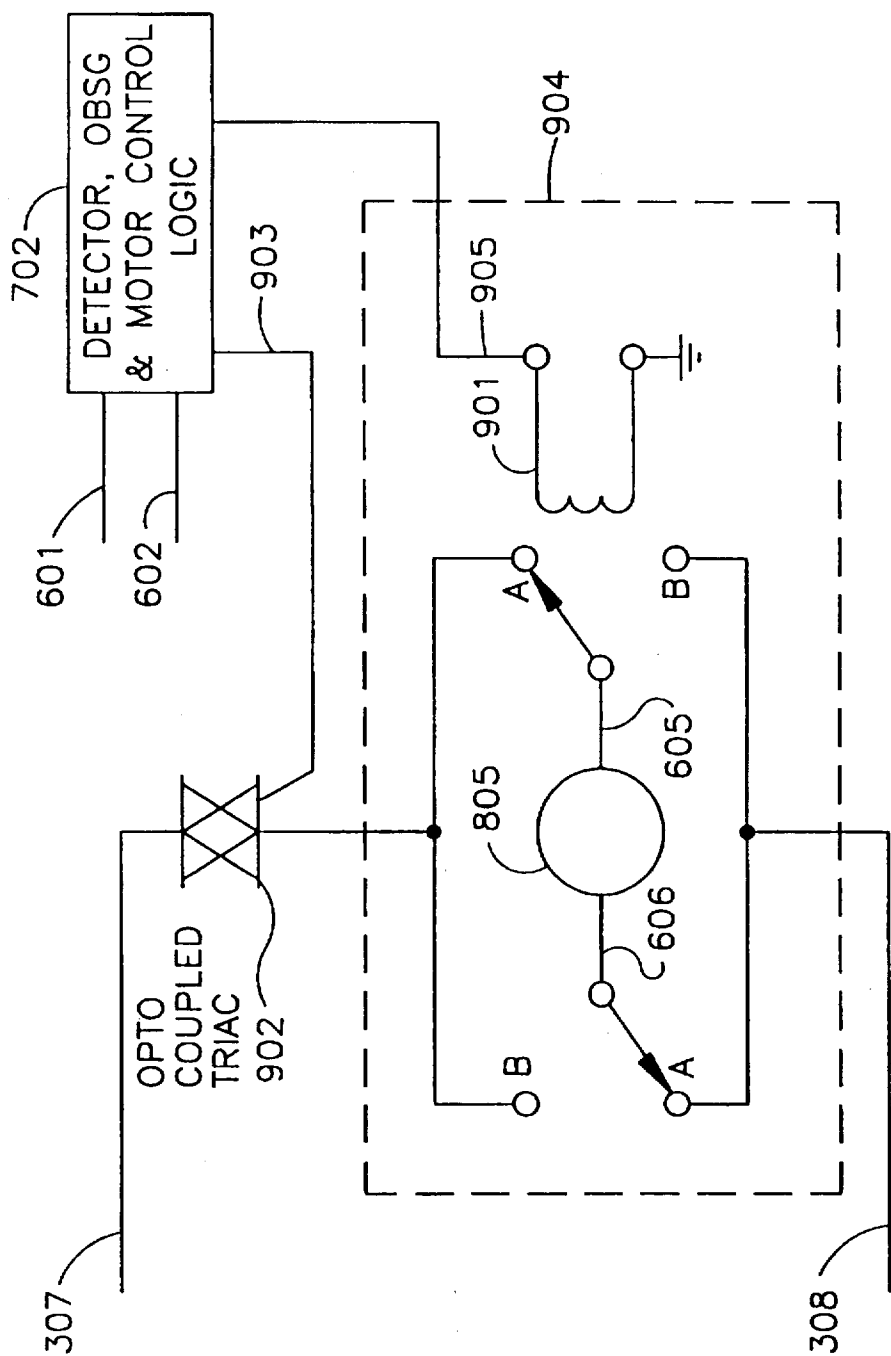 702
DETECTOR, OBSG
& MOTOR CONTROL
LOGIC
601
602
903
307
OPTO
COUPLED
TRIAC
902
904
905
901
A
B
605
805
606
B
A
308